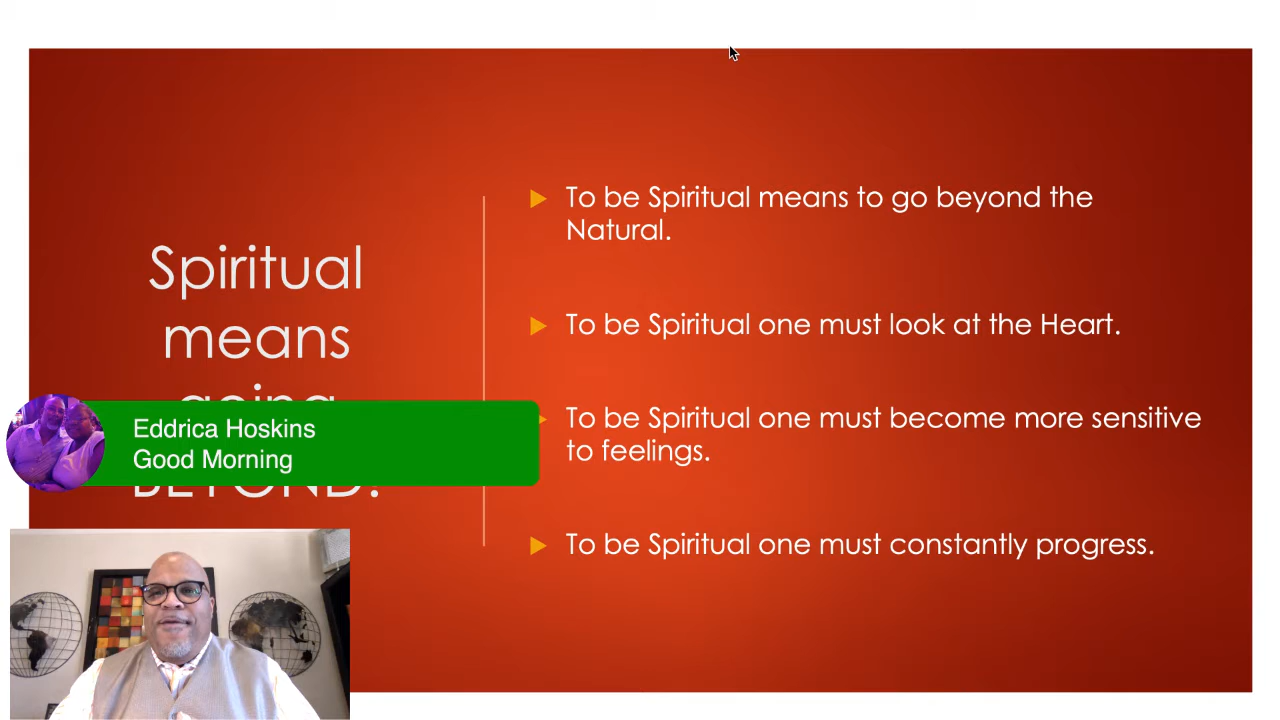 Spiritual
means
going
BEYOND.
Eddrica Hoskins
Good Morning
To be Spiritual means to go beyond the
Natural.
To be Spiritual one must look at the Heart.
To be Spiritual one must become more sensitive
to feelings.
To be Spiritual one must constantly progress.